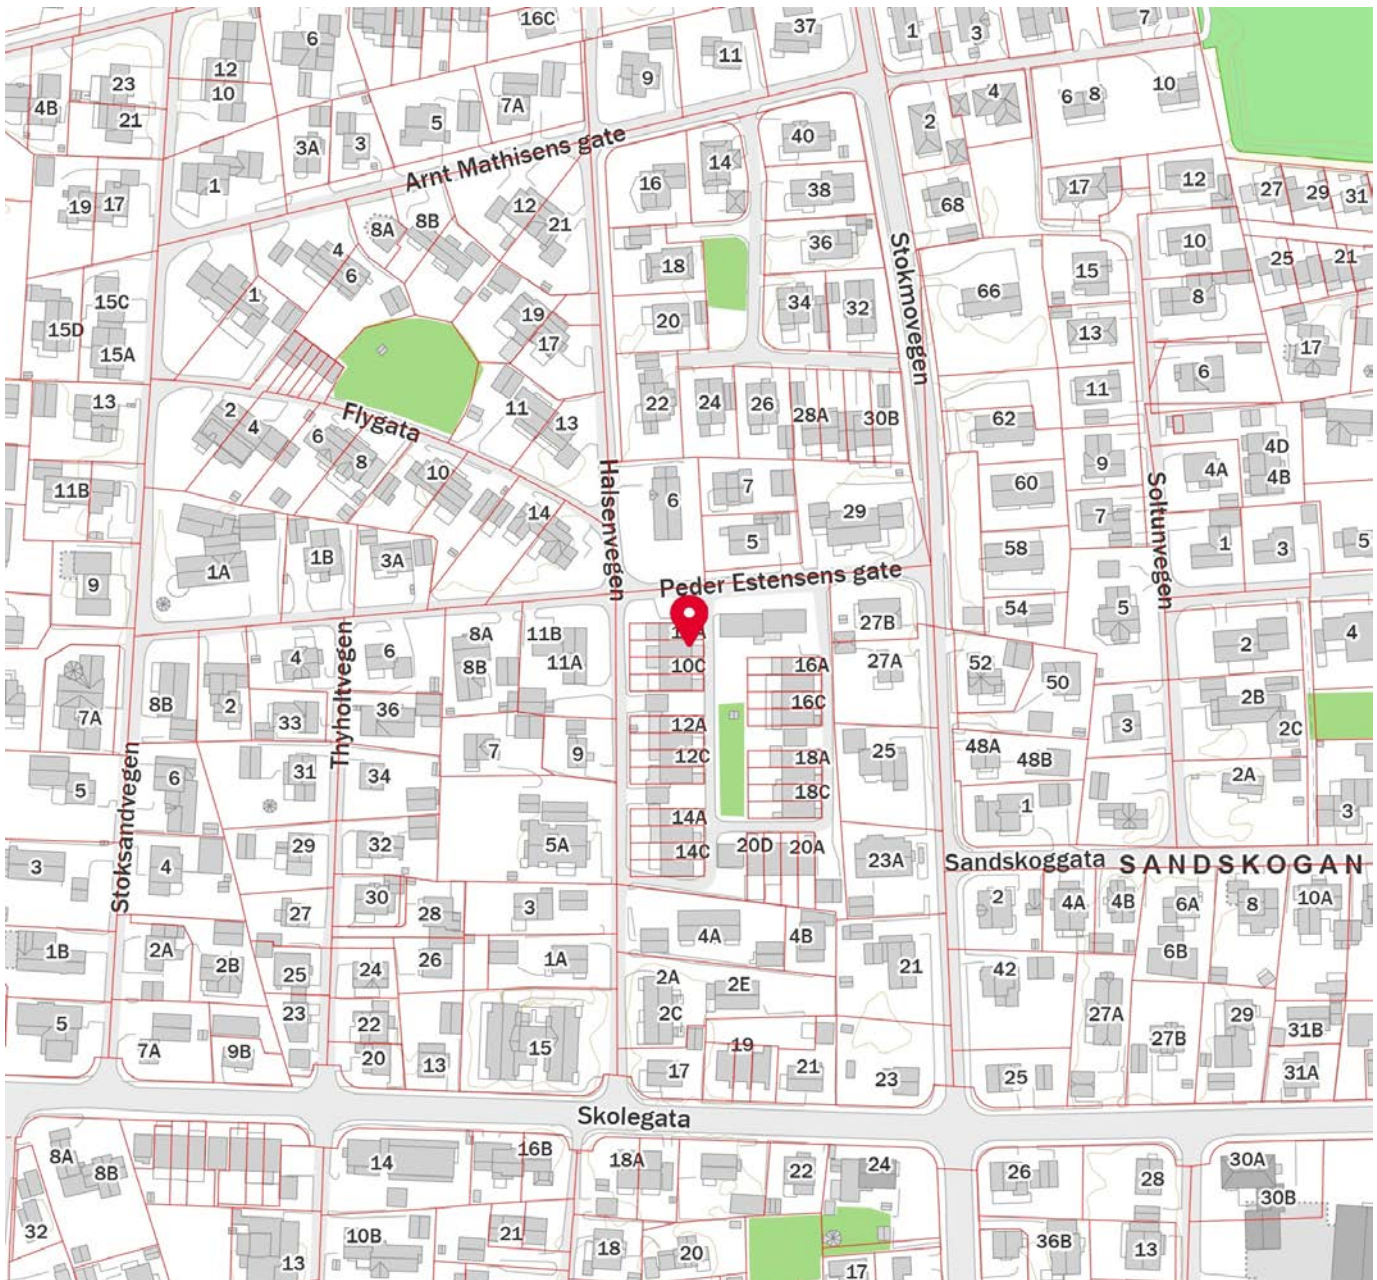 16C
37
1
3
7
6
11
12
23
9
4B
10
7A
6
8
10
4
21
5
2
40
3A
3
Arnt Mathisens gate
14
16
38
17
12
27
29
31
1
19
17
68
12
21
8A
8B
36
10
Stokmovegen
4
6
18
15
25
21
8
66
1
15C
34
32
19
20
15D
13
17
17
15A
6
11
13
2
4
Flygata
11
13
22
24
26
28A
30B
62
6
8
10
9
4D
4A
4B
11B
Halsenvegen
6
7
60
Soltunvegen
14
29
7
5
1B
3A
58
1
3
5
1A
9
Peder Estensens gate
54
5
27B
8A
11B
4
6
2
4
10C
16A
27A
52
8B
11A
50
Thyholtvegen
8B
2
36
16C
2B
7A
33
12A
3
2C
7
9
12C
18A
25
48A
48B
Stoksandvegen
31
34
6
5
18C
2A
1
3
14A
29
32
5A
14C
20D
20A
23A
Sandskoggata
SANDSKOGAN
3
4
30
2
4A
4B
6A
8
10A
27
28
3
4A
4B
6B
1B
2A
2B
25
24
26
1A
21
42
2A
2E
23
22
2C
27A
29
5
31B
7A
9B
20
13
15
17
19
21
23
25
27B
31A
Skolegata
8A
8B
14
16B
18A
22
24
26
28
30A
30B
32
13
10B
21
18
20
17
36B
13